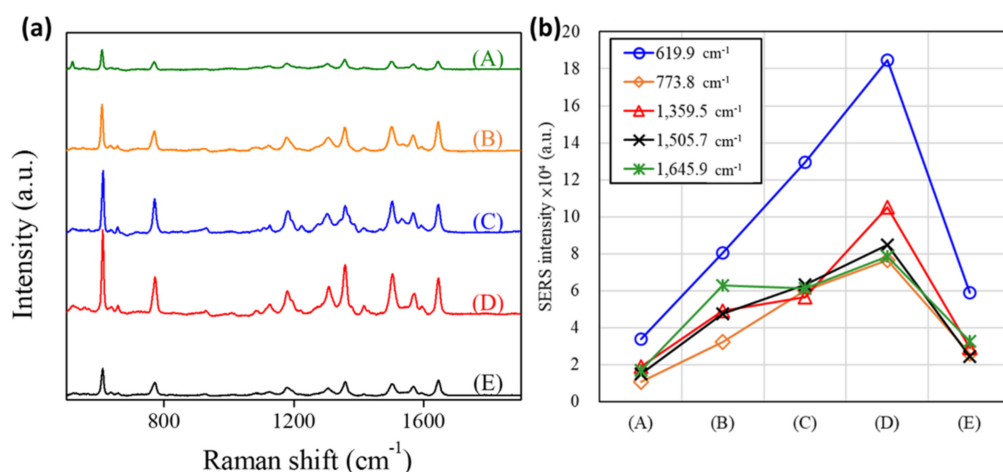 (a)
(A)
(B)
(C)
(D)
(E)
Intensity (a.u.)
800
1200
1600
Raman shift (cm⁻¹)
(b)
20
18
16
14
12
10
8
6
4
2
0
SERS intensity ×10⁴ (a.u.)
619.9 cm⁻¹
773.8 cm⁻¹
1,359.5 cm⁻¹
1,505.7 cm⁻¹
1,645.9 cm⁻¹
(A) (B) (C) (D) (E)